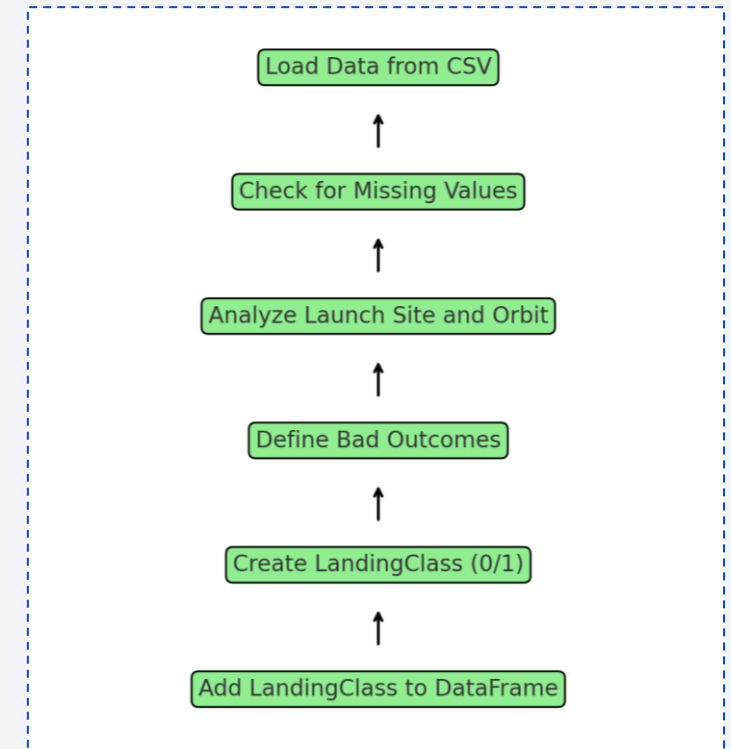 Load Data from CSV
Check for Missing Values
Analyze Launch Site and Orbit
Define Bad Outcomes
Create LandingClass (0/1)
Add LandingClass to DataFrame